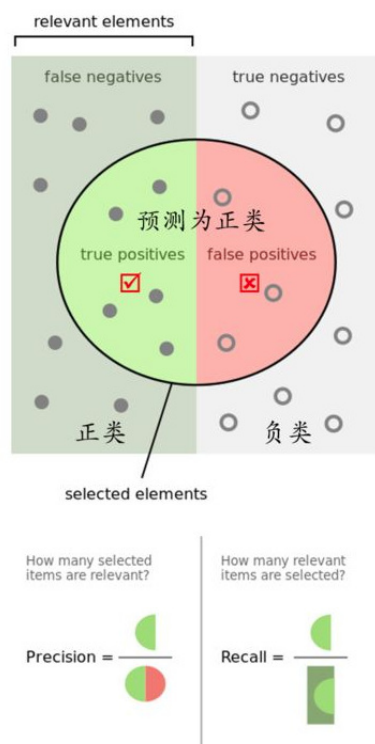 relevant elements
false negatives
true negatives
预测为正类
true positives
false positives
正类
负类
selected elements
How many selected
items are relevant?
How many relevant
items are selected?
Precision =
Recall =